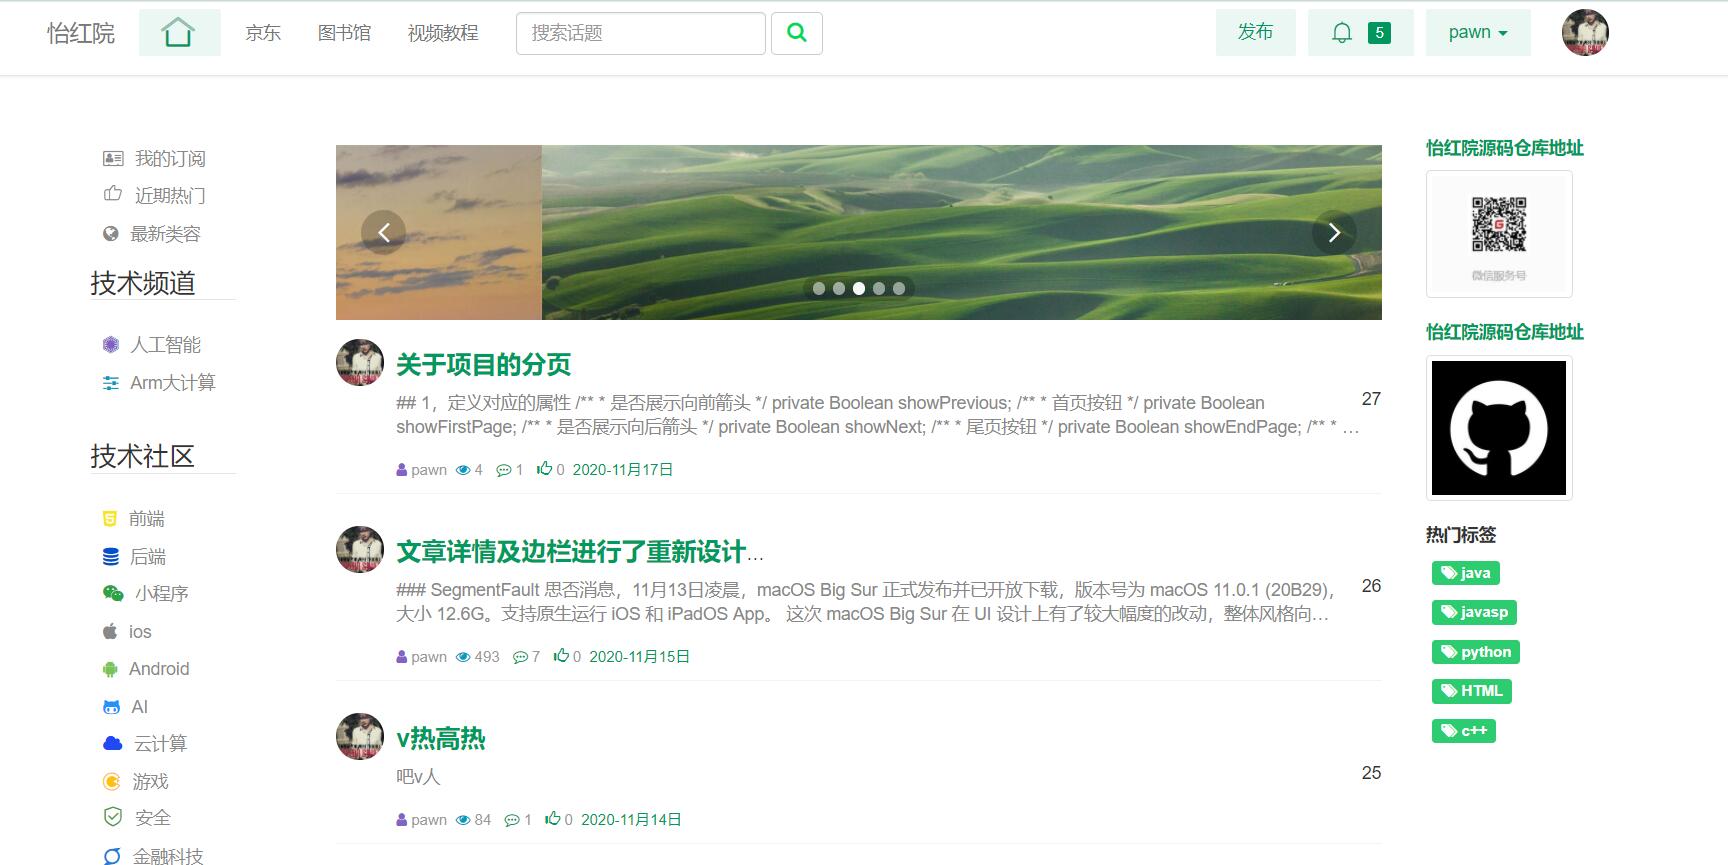 怡红院
京东
图书馆
视频教程
搜索话题
发布
5
pawn
我的订阅
近期热门
最新类容
技术频道
人工智能
Arm大计算
技术社区
前端
后端
小程序
ios
Android
AI
云计算
游戏
安全
金融科技
关于项目的分页
## 1，定义对应的属性 /** * 是否展示向前箭头 */ private Boolean showPrevious; /** * 首页按钮 */ private Boolean
showFirstPage; /** * 是否展示向后箭头 */ private Boolean showNext; /** * 尾页按钮 */ private Boolean showEndPage; /** * …
27
pawn 4 1 0 2020-11月17日
文章详情及边栏进行了重新设计...
### SegmentFault 思否消息，11月13日凌晨，macOS Big Sur 正式发布并已开放下载，版本号为 macOS 11.0.1 (20B29)，
大小 12.6G。支持原生运行 iOS 和 iPadOS App。 这次 macOS Big Sur 在 UI 设计上有了较大幅度的改动，整体风格向…
26
pawn 493 7 0 2020-11月15日
v热高热
吧v人
25
pawn 84 1 0 2020-11月14日
怡红院源码仓库地址
微信服务号
怡红院源码仓库地址
热门标签
java
javasp
python
HTML
c++